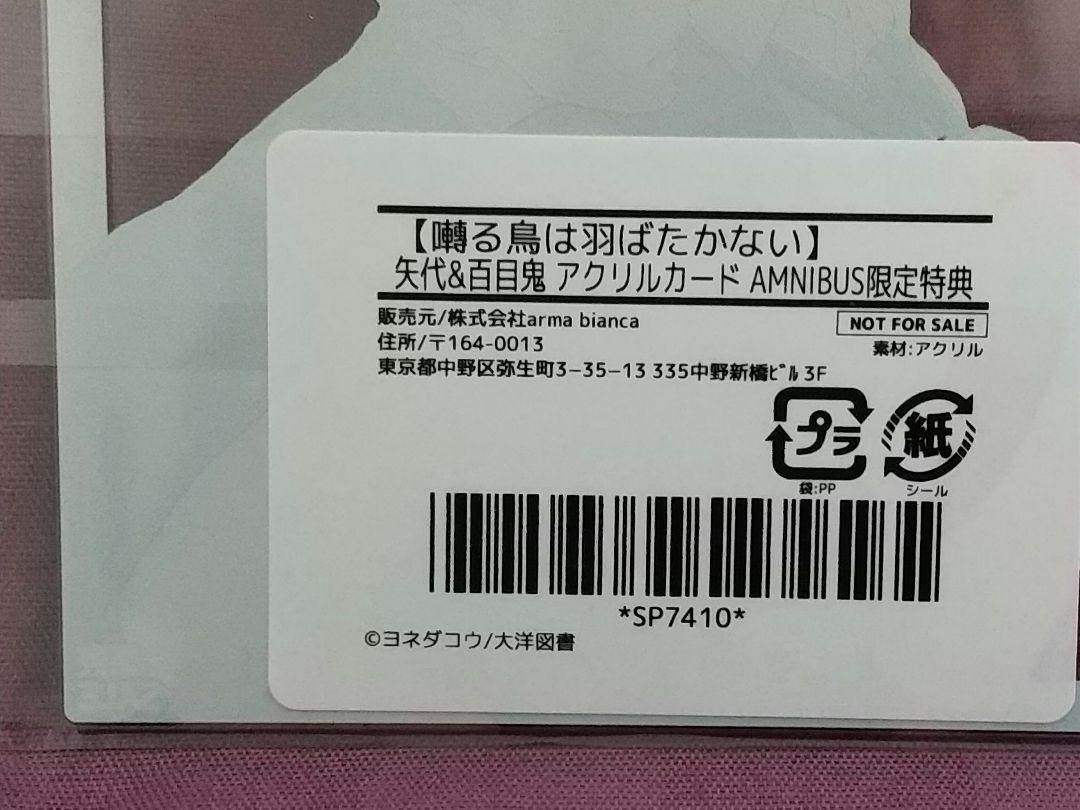 【囀る鳥は羽ばたかない】
矢代&百目鬼 アクリルカード AMNIBUS限定特典
販売元/株式会社arma bianca
NOT FOR SALE
住所/〒164-0013
素材:アクリル
東京都中野区弥生町3−35−13 335中野新橋ﾋﾞﾙ 3F
プラ
紙
袋:PP
シール
*SP7410*
©ヨネダコウ/大洋図書